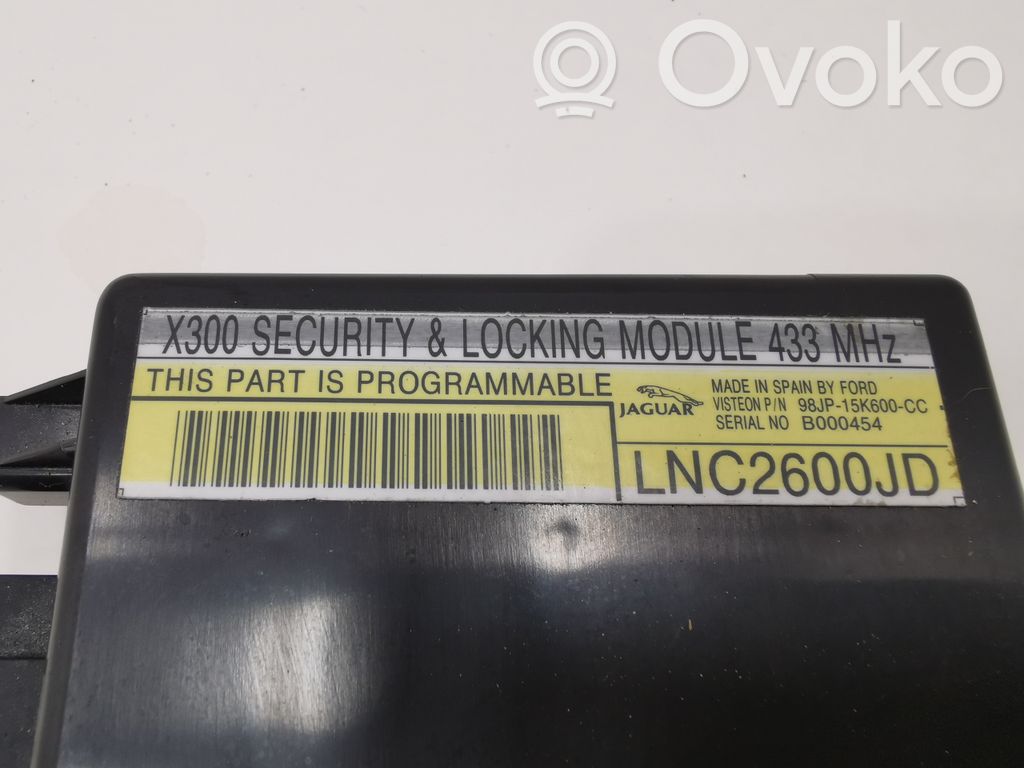 Ovoko
X300 SECURITY & LOCKING MODULE 433 MHz
THIS PART IS PROGRAMMABLE
JAGUAR
MADE IN SPAIN BY FORD
VISTEON P/N 98JP-15K600-CC
SERIAL NO B000454
LNC2600JD